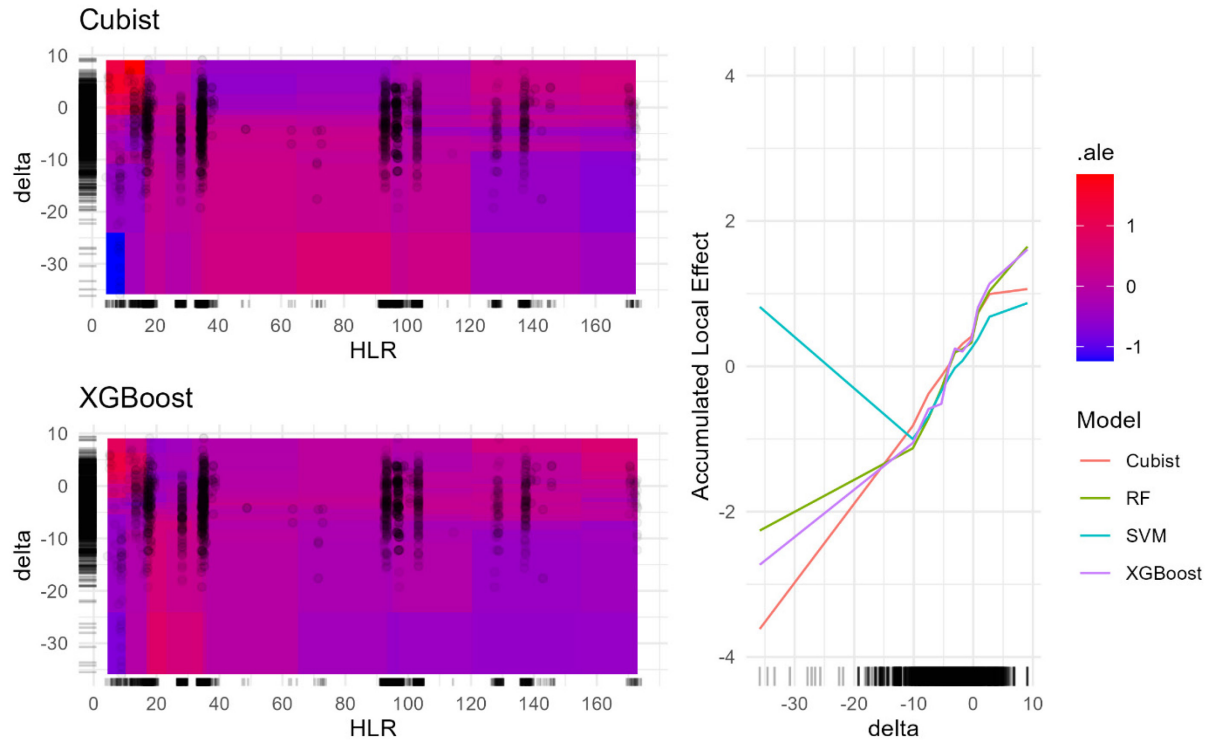 Cubist
10
0
-10
-20
-30
delta
0 20 40 60 80 100 120 140 160
HLR
XGBoost
10
0
-10
-20
-30
delta
0 20 40 60 80 100 120 140 160
HLR
4
2
0
-2
-4
Accumulated Local Effect
-30 -20 -10 0 10
delta
.ale
1
0
-1
Model
Cubist
RF
SVM
XGBoost